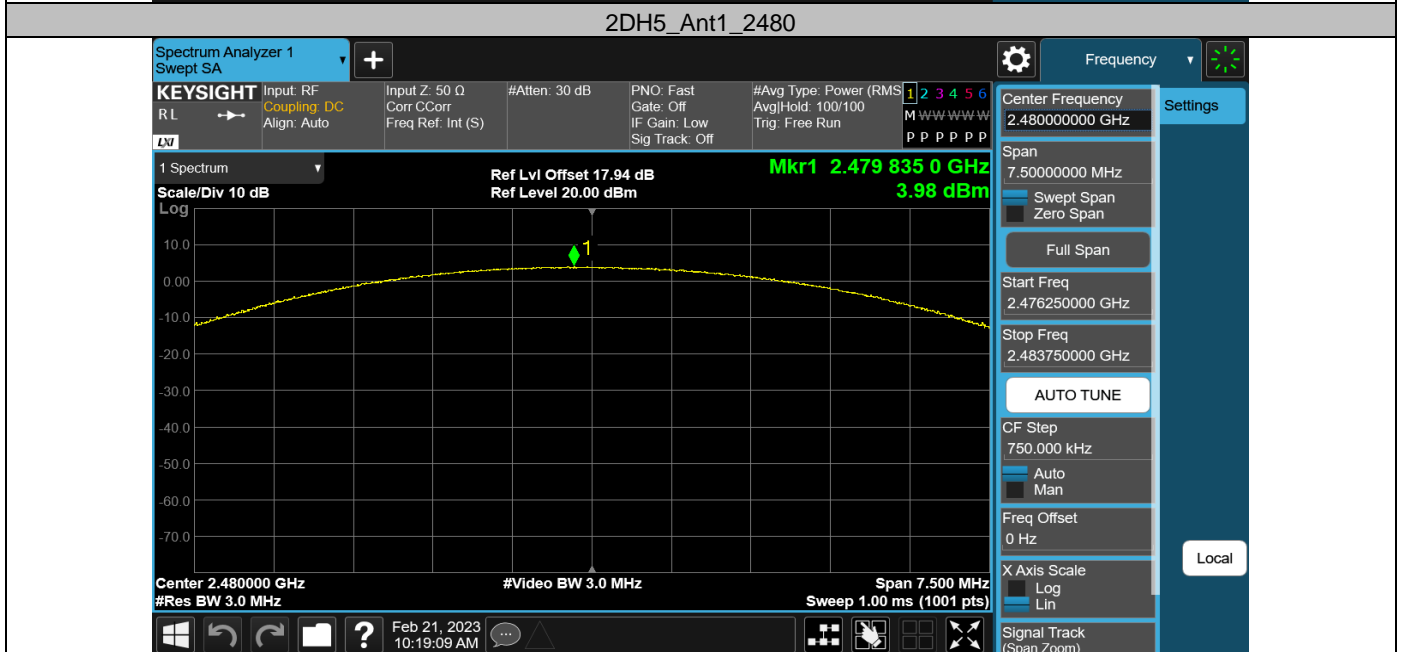 2DH5_Ant1_2480
Spectrum Analyzer 1
Swept SA
+
Frequency
KEYSIGHT
RL
LXI
Input: RF
Coupling: DC
Align: Auto
Input Z: 50 Ω
Corr CCorr
Freq Ref: Int (S)
#Atten: 30 dB
PNO: Fast
Gate: Off
IF Gain: Low
Sig Track: Off
#Avg Type: Power (RMS
Avg|Hold: 100/100
Trig: Free Run
1 2 3 4 5 6
M W W W W W
P P P P P P
1 Spectrum
Scale/Div 10 dB
Log
Ref Lvl Offset 17.94 dB
Ref Level 20.00 dBm
Mkr1 2.479 835 0 GHz
3.98 dBm
1
10.0
0.00
-10.0
-20.0
-30.0
-40.0
-50.0
-60.0
-70.0
Center 2.480000 GHz
#Res BW 3.0 MHz
#Video BW 3.0 MHz
Span 7.500 MHz
Sweep 1.00 ms (1001 pts)
?
Feb 21, 2023
10:19:09 AM
Center Frequency
2.480000000 GHz
Span
7.50000000 MHz
Swept Span
Zero Span
Full Span
Start Freq
2.476250000 GHz
Stop Freq
2.483750000 GHz
AUTO TUNE
CF Step
750.000 kHz
Auto
Man
Freq Offset
0 Hz
X Axis Scale
Log
Lin
Signal Track
(Span Zoom)
Settings
Local